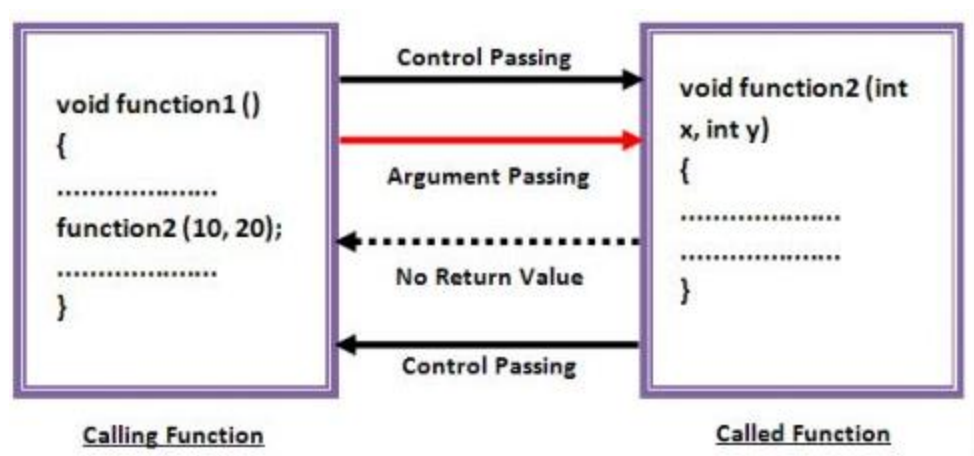 void function1 ()
{
....................
function2 (10, 20);
....................
}
Calling Function
Control Passing
Argument Passing
No Return Value
Control Passing
void function2 (int
x, int y)
{
....................
....................
}
Called Function